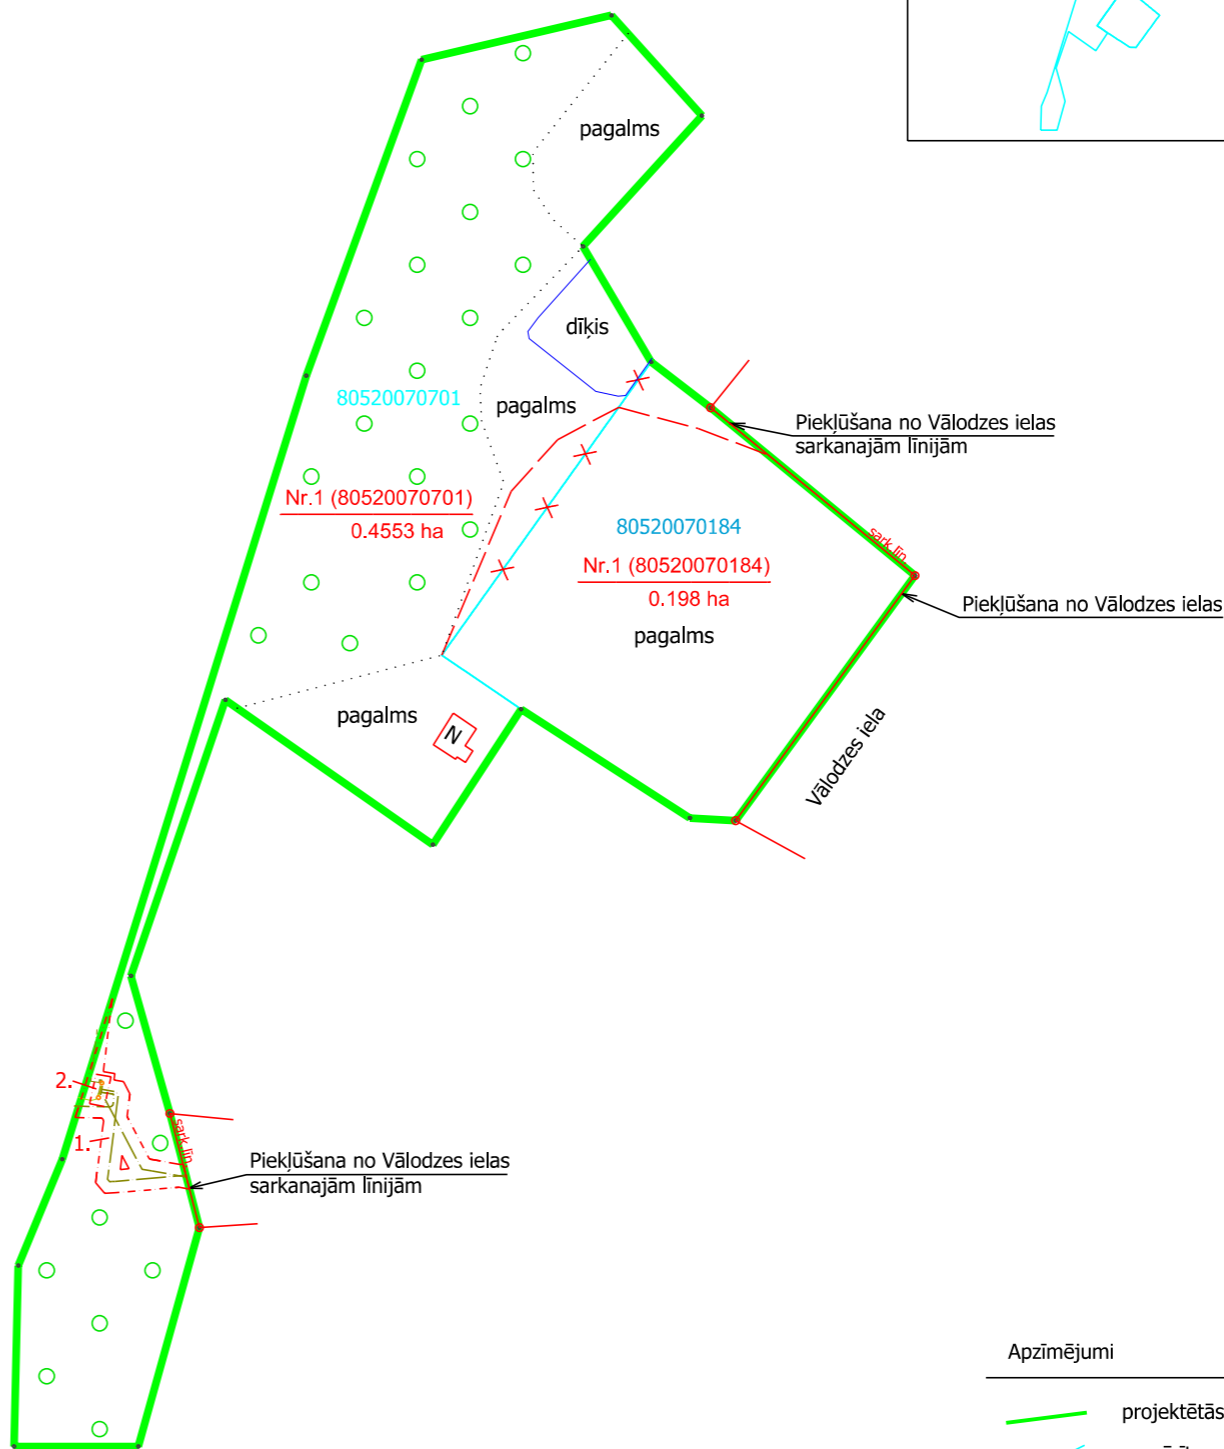 pagalms
dīķis
80520070701
pagalms
Piekļūšana no Vālodzes ielas
sarkanajām līnijām
Nr.1 (80520070701)
0.4553 ha
80520070184
sark.līn.
Nr.1 (80520070184)
0.198 ha
Piekļūšana no Vālodzes ielas
pagalms
pagalms
N
Vālodzes iela
2.
1.
sark.līn.
Piekļūšana no Vālodzes ielas
sarkanajām līnijām
Apzīmējumi
projektētās